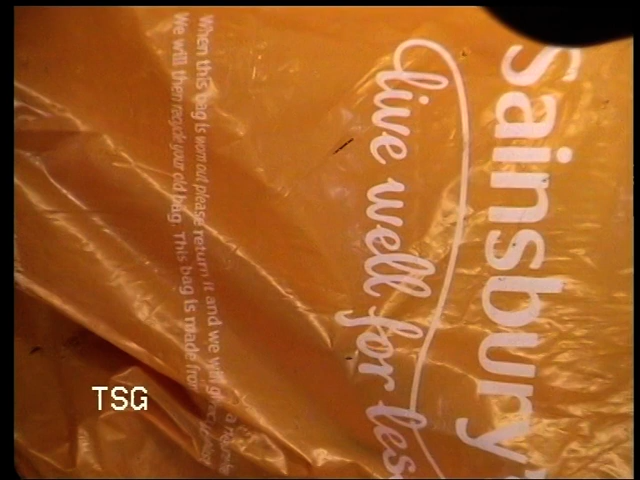 Sainsbury's
live well for less
When this bag is worn out please return it and we will
We will then recycle your old bag. This bag is made from
TSG